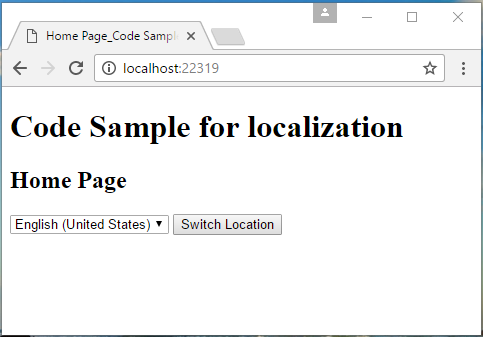 Home Page_Code Sampl
localhost:22319
Code Sample for localization
Home Page
English (United States) Switch Location